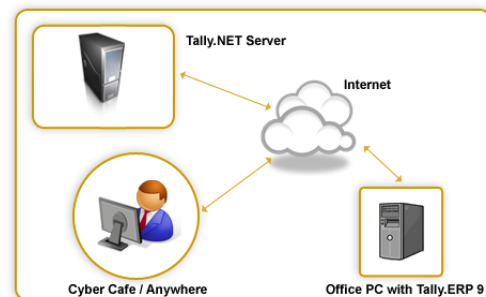 Tally.NET Server
Internet
Cyber Cafe / Anywhere
Office PC with Tally.ERP 9